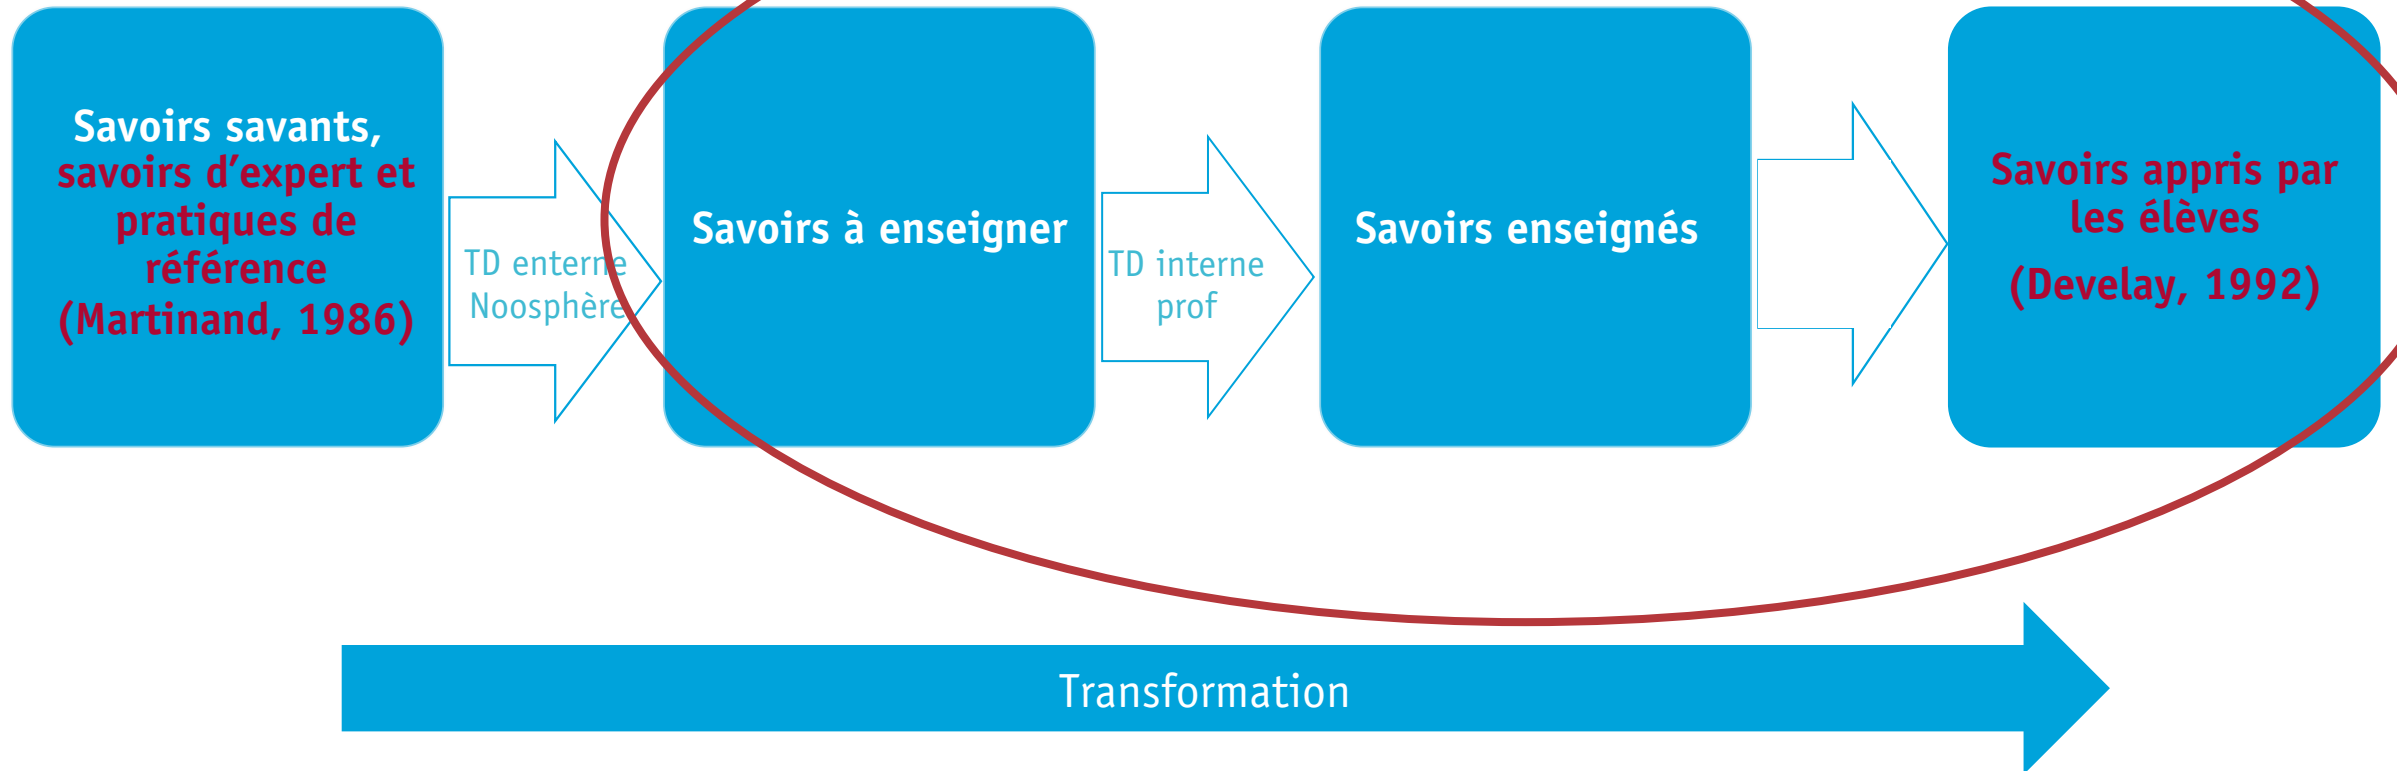 Savoirs savants,
savoirs d’expert et
pratiques de
référence
(Martinand, 1986)
TD enterne
Noosphère
Savoirs à enseigner
TD interne
prof
Savoirs enseignés
Savoirs appris par
les élèves
(Develay, 1992)
Transformation